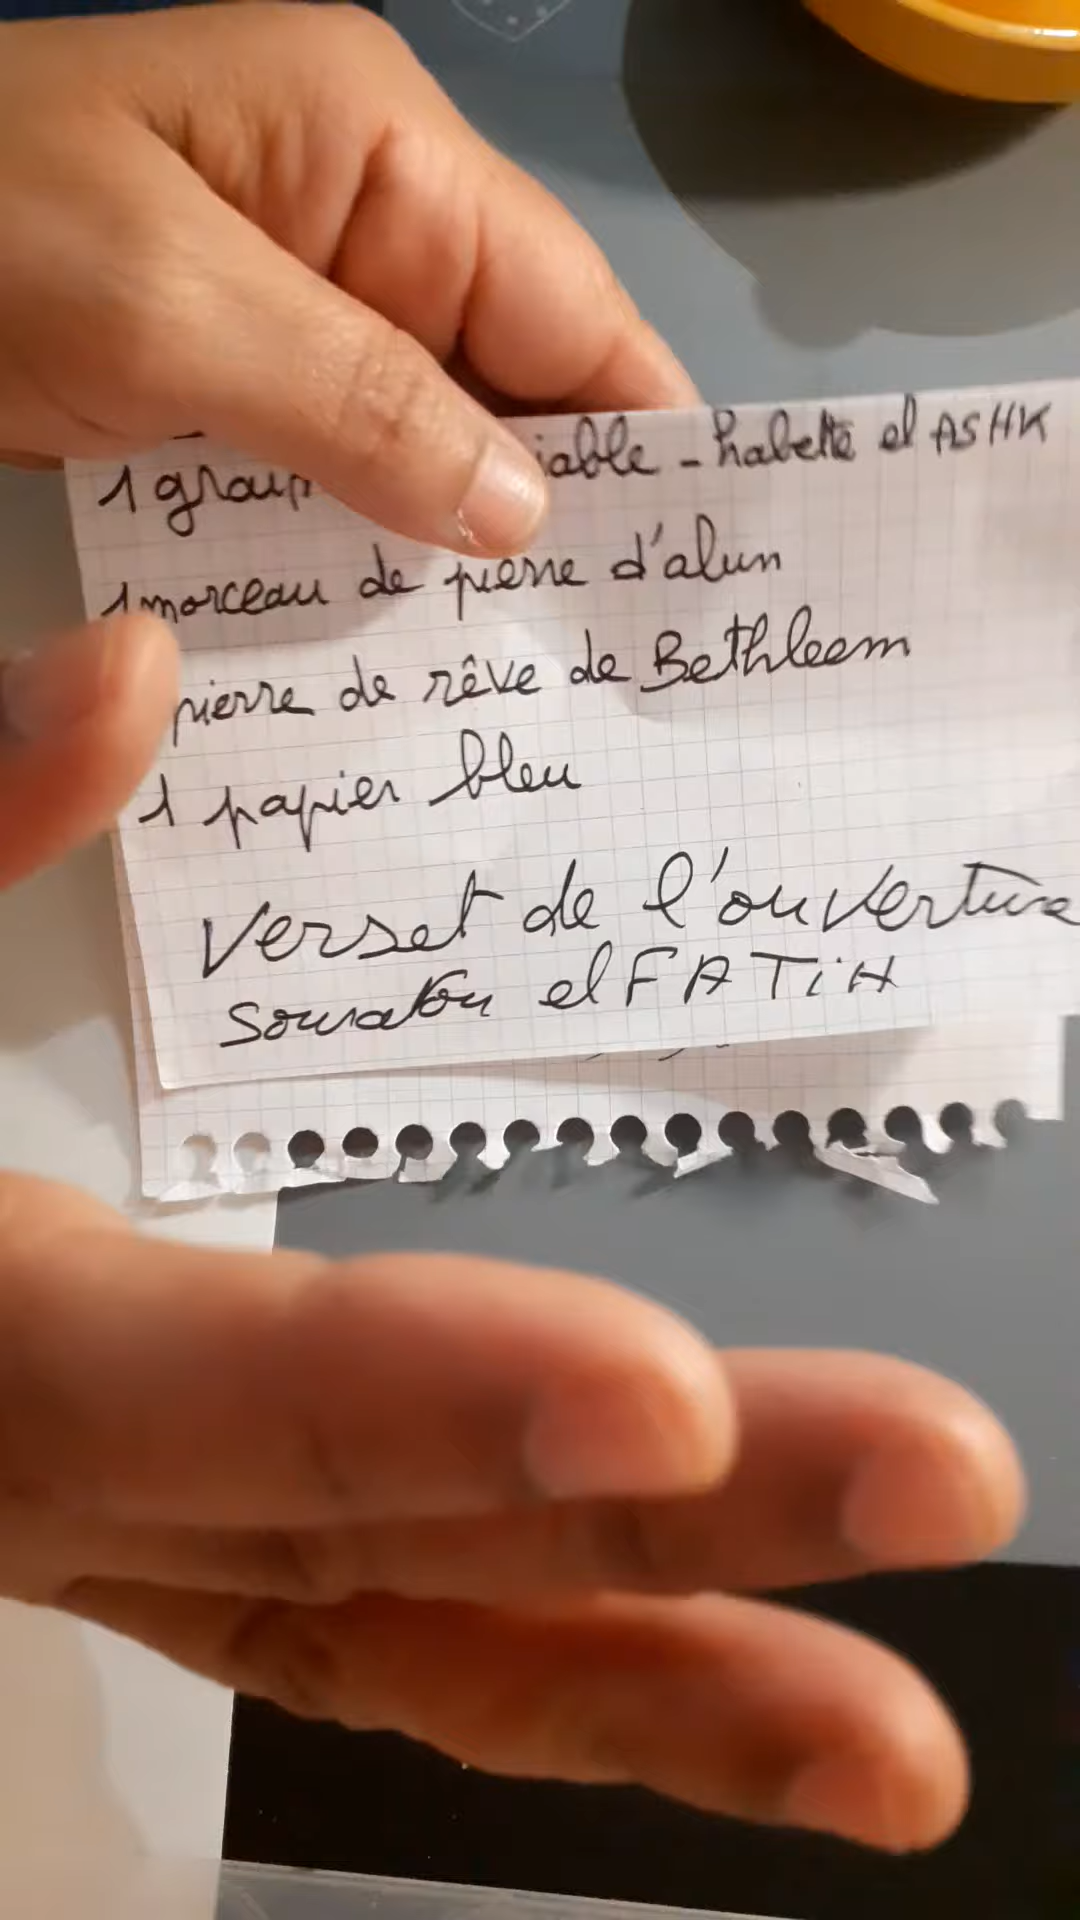 1 iable - habette el ASHK
1 morceau de pierre d'alun
pierre de rêve de Bethleem
1 papier bleu
Verset de l'ouverture
Souratou el FATiH